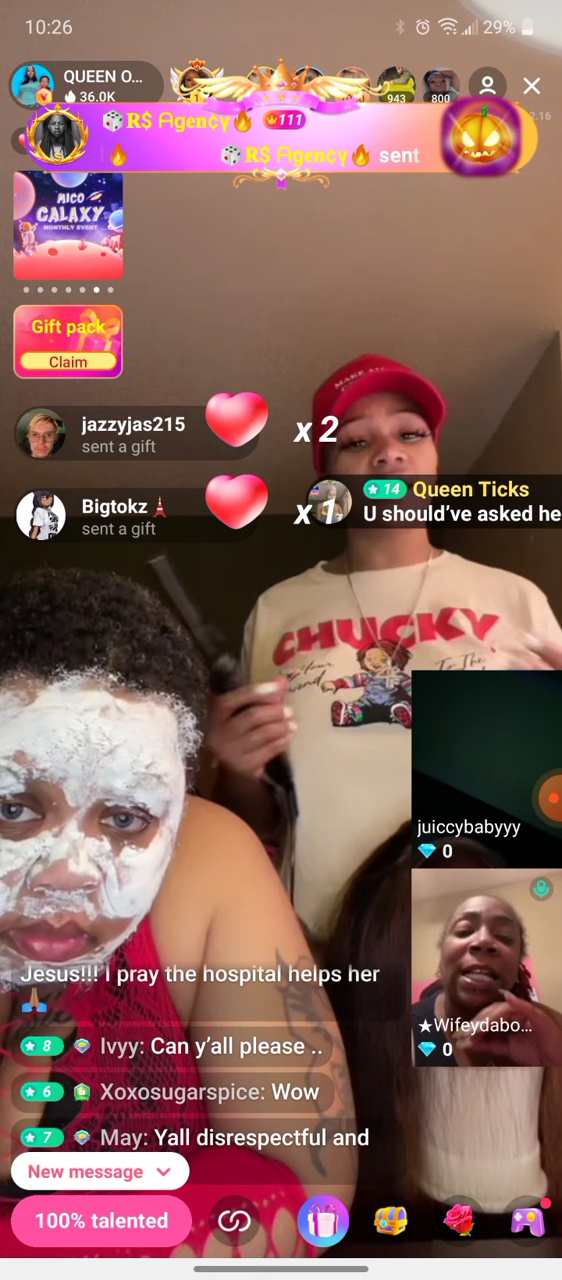 10:26
29%
QUEEN O...
36.0K
943
800
🎲R$ Agen¢y🔥 111
🔥 🎲R$ Agen¢y🔥 sent
MICO
GALAXY
MONTHLY EVENT
Gift pack
Claim
jazzyjas215
sent a gift
x 2
Bigtokz
sent a gift
x 1
14 Queen Ticks
U should've asked he
CHUCKY
juiccybabyyy
0
★Wifeydabo...
0
Jesus!!! I pray the hospital helps her
🙏🏽
8 Ivyy: Can y'all please ..
6 Xoxosugarspice: Wow
7 May: Yall disrespectful and
New message
100% talented